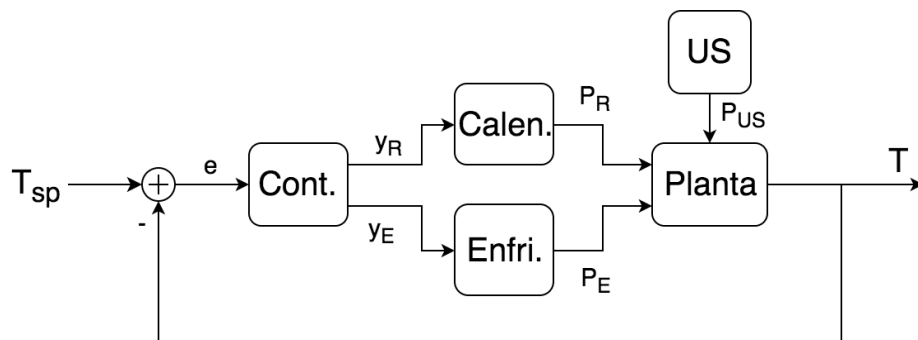 US
P_R
P_US
Calen.
y_R
T_sp
+
e
Cont.
Planta
T
-
y_E
Enfri.
P_E